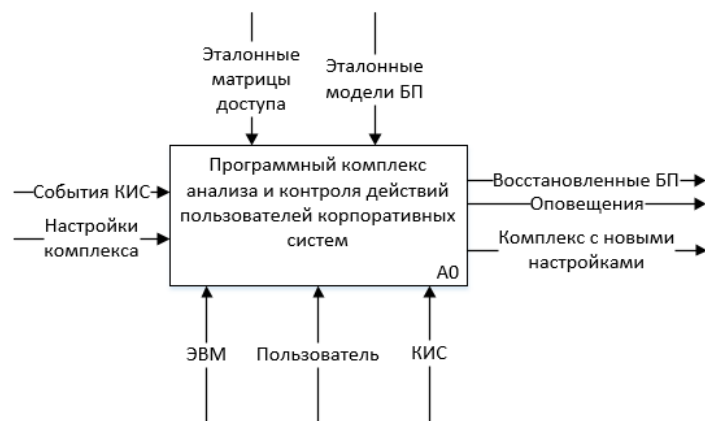 Эталонные
матрицы
доступа
Эталонные
модели БП
Программный комплекс
анализа и контроля действий
пользователей корпоративных
систем
A0
События КИС
Настройки
комплекса
Восстановленные БП
Оповещения
Комплекс с новыми
настройками
ЭВМ
Пользователь
КИС